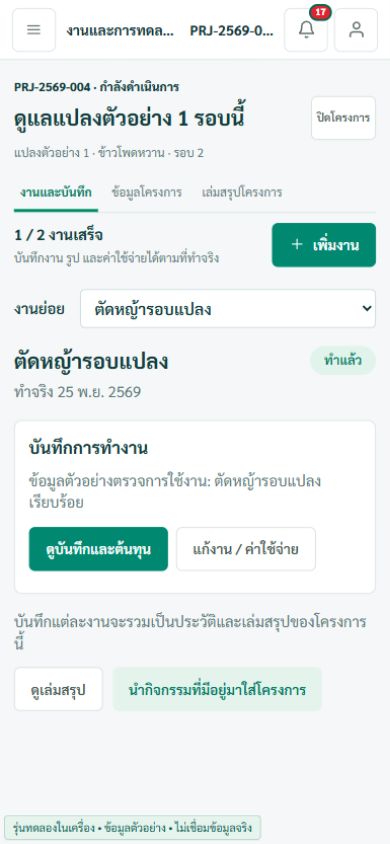 งานและการทดล... PRJ-2569-0... 17
PRJ-2569-004 · กำลังดำเนินการ
ดูแลแปลงตัวอย่าง 1 รอบนี้
ปิดโครงการ
แปลงตัวอย่าง 1 · ข้าวโพดหวาน · รอบ 2
งานและบันทึก ข้อมูลโครงการ เล่มสรุปโครงการ
1 / 2 งานเสร็จ
บันทึกงาน รูป และค่าใช้จ่ายได้ตามที่ทำจริง
+ เพิ่มงาน
งานย่อย ตัดหญ้ารอบแปลง
ตัดหญ้ารอบแปลง ทำแล้ว
ทำจริง 25 พ.ย. 2569
บันทึกการทำงาน
ข้อมูลตัวอย่างตรวจการใช้งาน: ตัดหญ้ารอบแปลง
เรียบร้อย
ดูบันทึกและต้นทุน แก้งาน / ค่าใช้จ่าย
บันทึกแต่ละงานจะรวมเป็นประวัติและเล่มสรุปของโครงการ
นี้
ดูเล่มสรุป นำกิจกรรมที่มีอยู่มาใส่โครงการ
รุ่นทดลองในเครื่อง • ข้อมูลตัวอย่าง • ไม่เชื่อมข้อมูลจริง